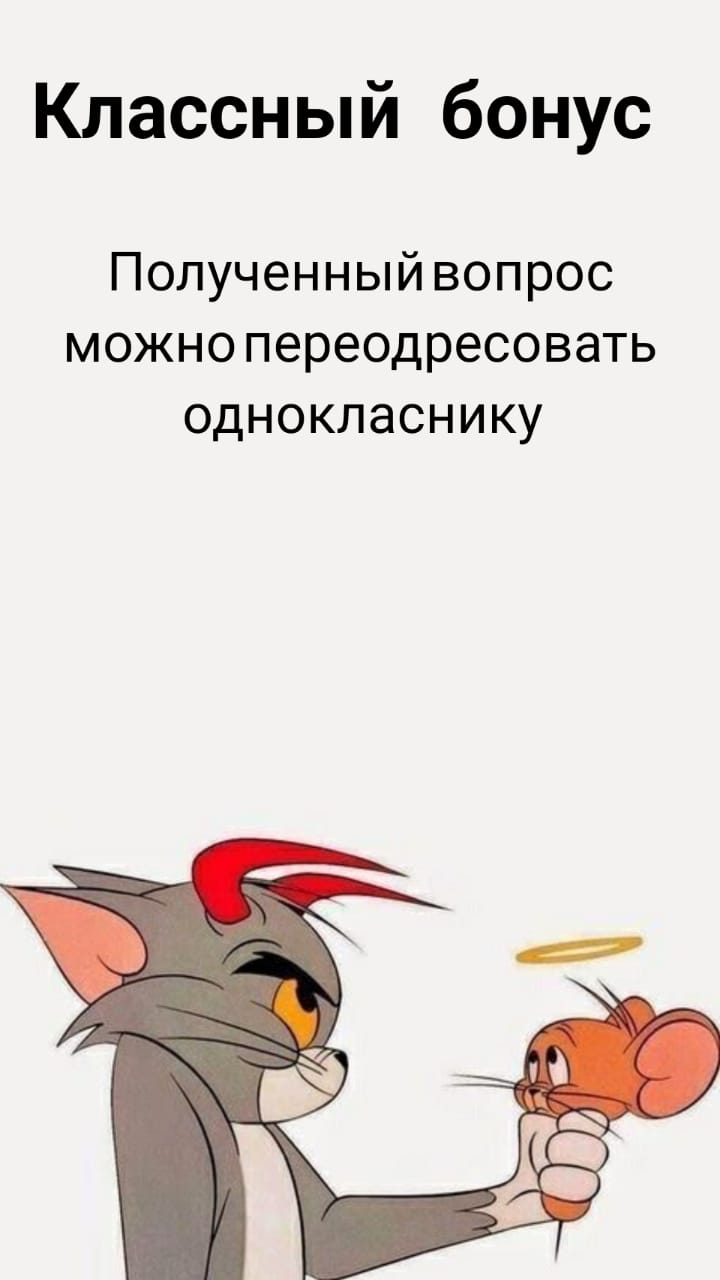 Классный бонус
Полученный вопрос
можно переодресовать
однокласнику